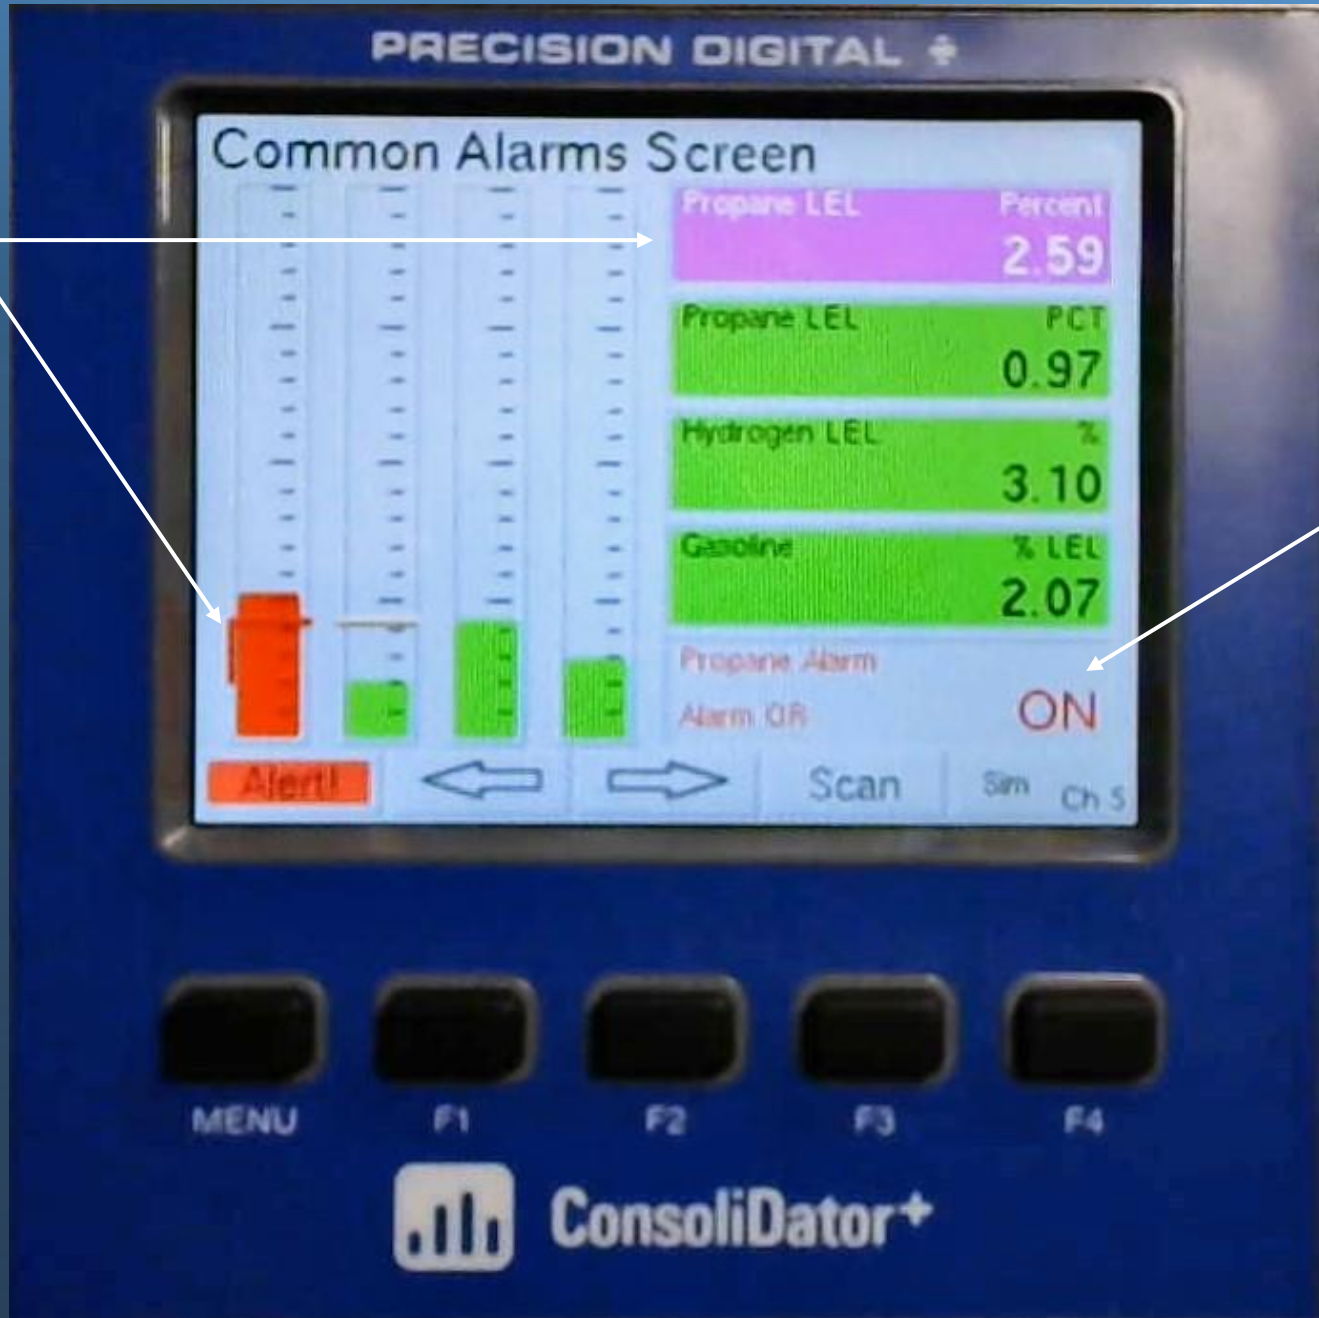 PRECISION DIGITAL +
Common Alarms Screen
Propane LEL Percent
2.59
Propane LEL PCT
0.97
Hydrogen LEL %
3.10
Gasoline % LEL
2.07
Propane Alarm
Alarm OR ON
Alert! Scan Sim Ch 5
MENU F1 F2 F3 F4
ConsoliDator+